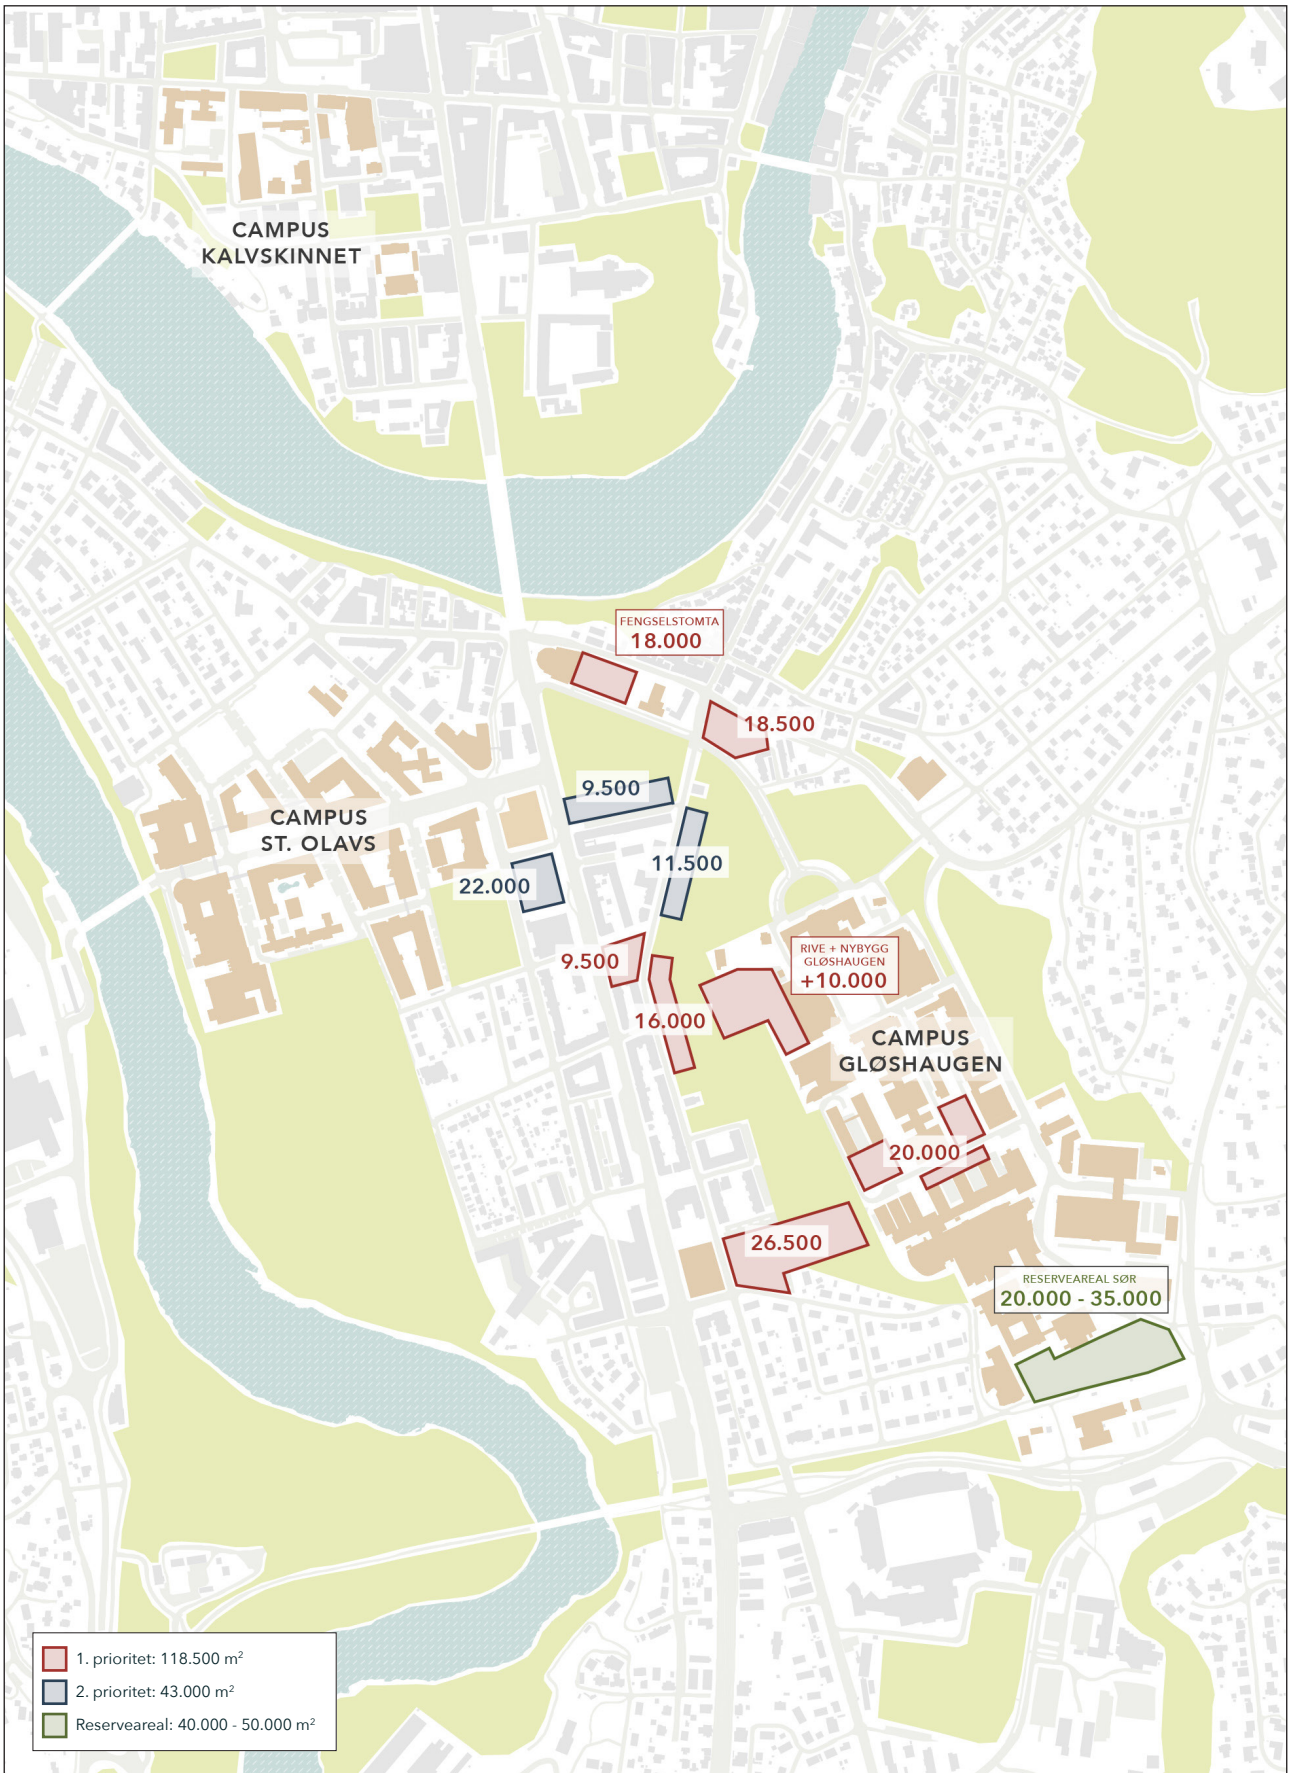 CAMPUS
KALVSKINNET
FENGSELSTOMTA
18.000
18.500
9.500
CAMPUS
ST. OLAVS
11.500
22.000
9.500
RIVE + NYBYGG
GLØSHAUGEN
+10.000
16.000
CAMPUS
GLØSHAUGEN
20.000
26.500
RESERVEAREAL SØR
20.000 - 35.000
1. prioritet: 118.500 m²
2. prioritet: 43.000 m²
Reserveareal: 40.000 - 50.000 m²